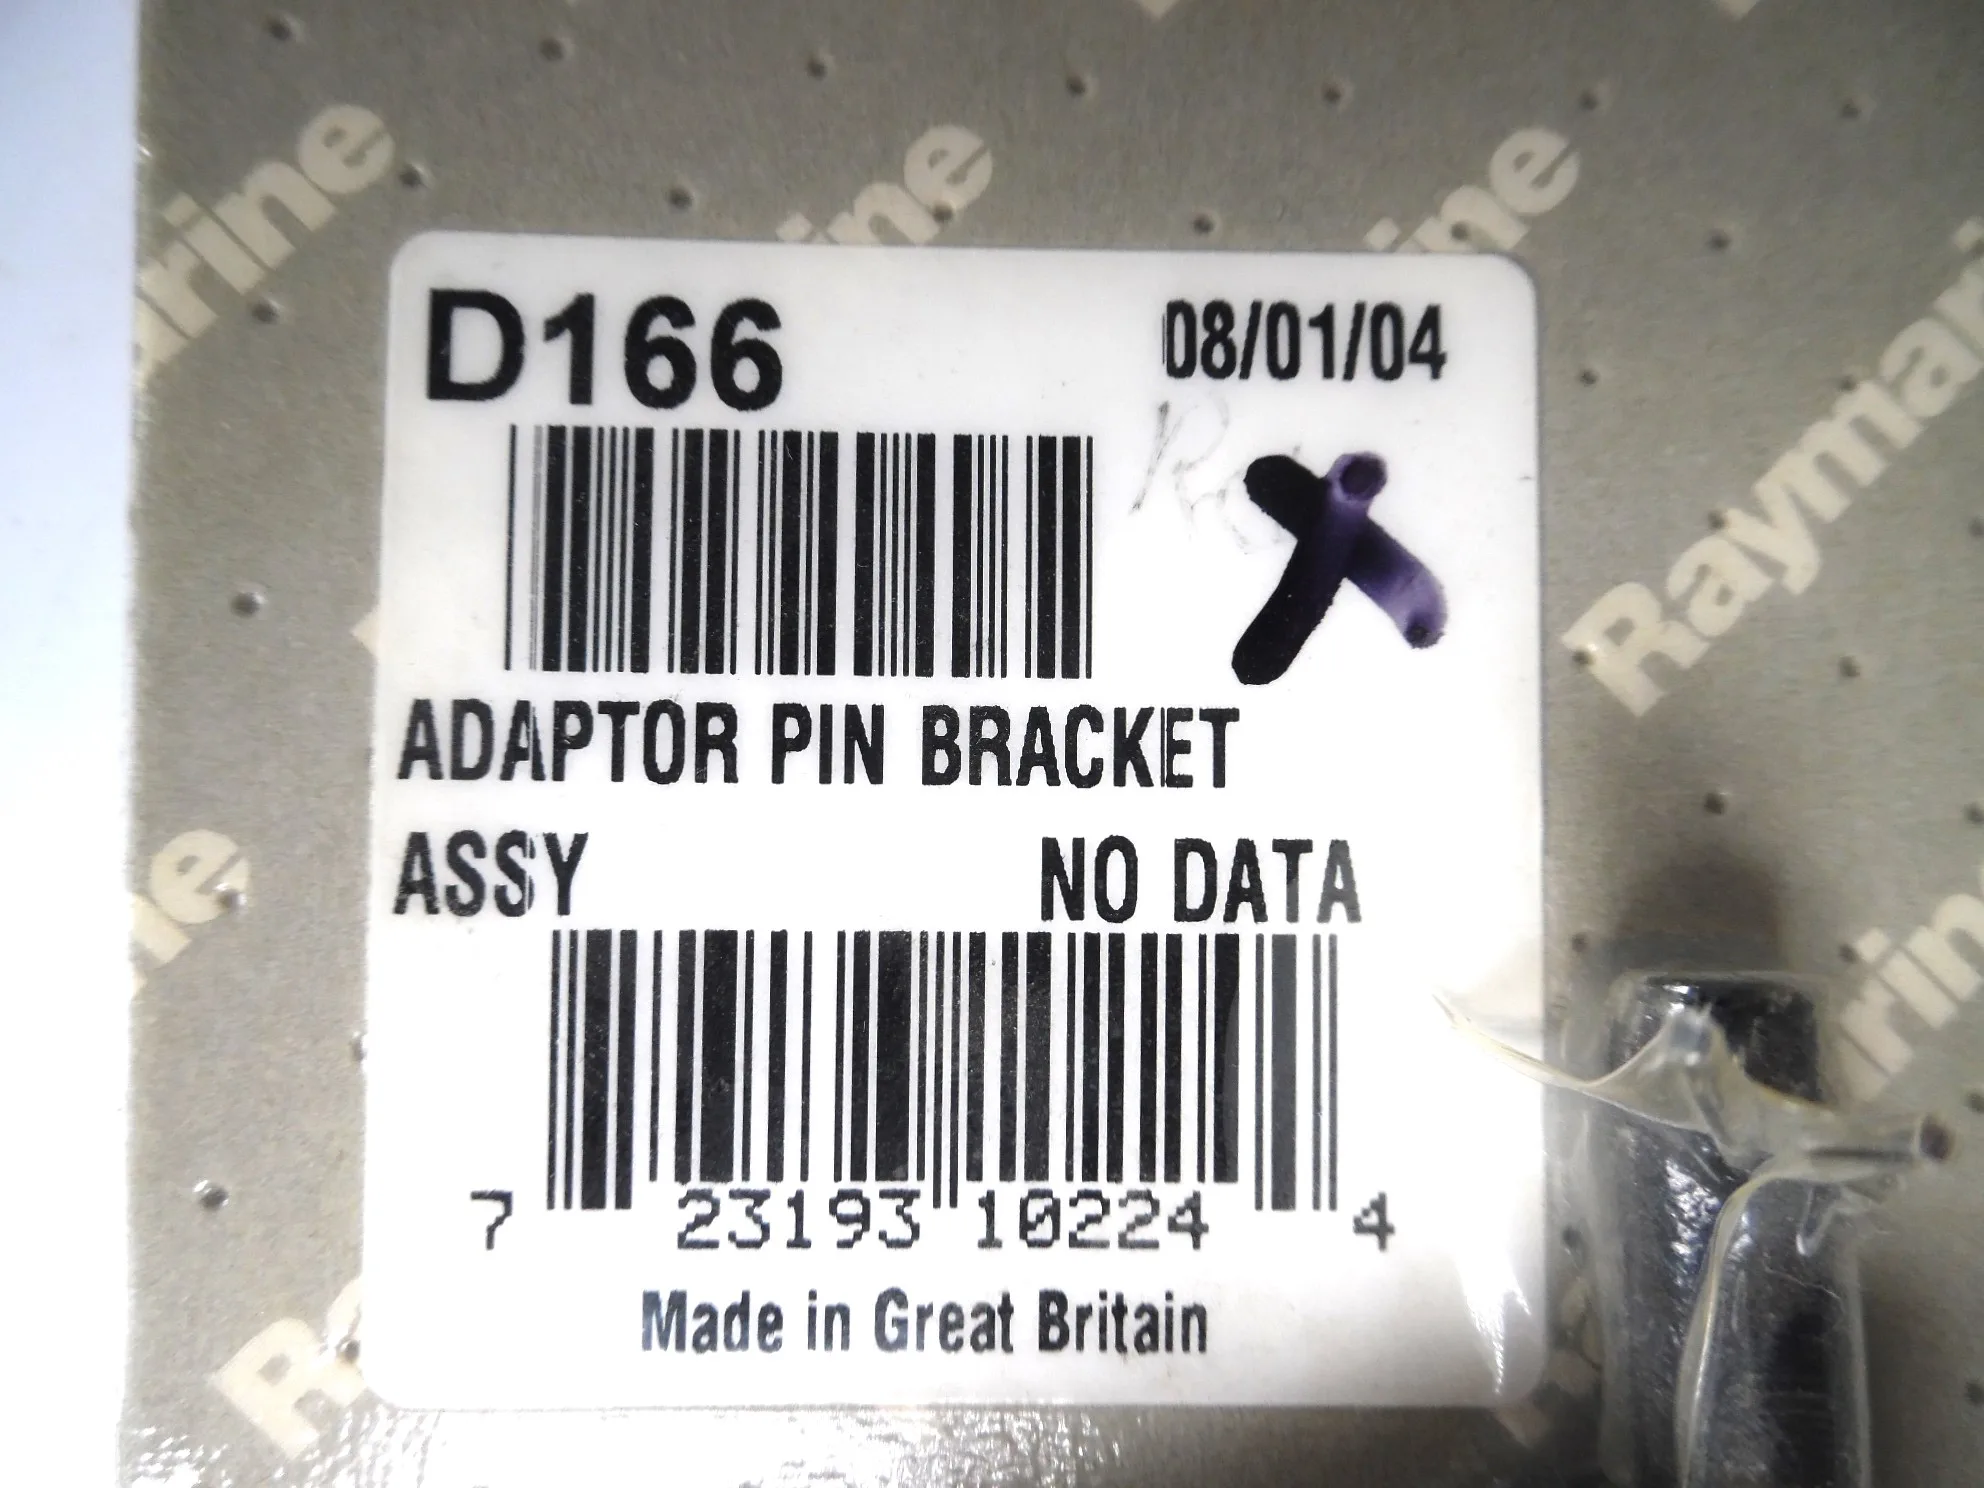 D166 08/01/04
ADAPTOR PIN BRACKET
ASSY NO DATA
7 23193 10224 4
Made in Great Britain
Raymarine